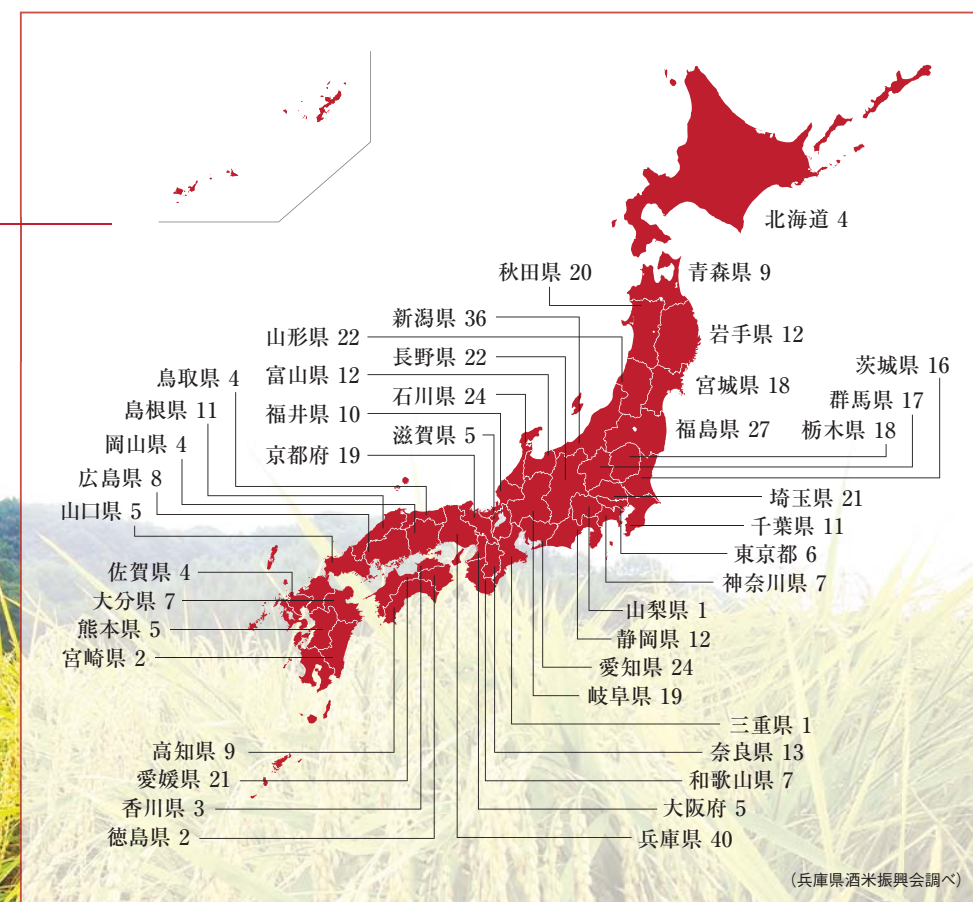 北海道 4
青森県 9
秋田県 20
岩手県 12
新潟県 36
山形県 22
長野県 22
宮城県 18
茨城県 16
鳥取県 4
富山県 12
石川県 24
群馬県 17
島根県 11
福井県 10
滋賀県 5
福島県 27
栃木県 18
岡山県 4
京都府 19
広島県 8
山口県 5
埼玉県 21
千葉県 11
東京都 6
神奈川県 7
佐賀県 4
大分県 7
熊本県 5
宮崎県 2
山梨県 1
静岡県 12
愛知県 24
岐阜県 19
三重県 1
奈良県 13
和歌山県 7
大阪府 5
兵庫県 40
高知県 9
愛媛県 21
香川県 3
徳島県 2
（兵庫県酒米振興会調べ）